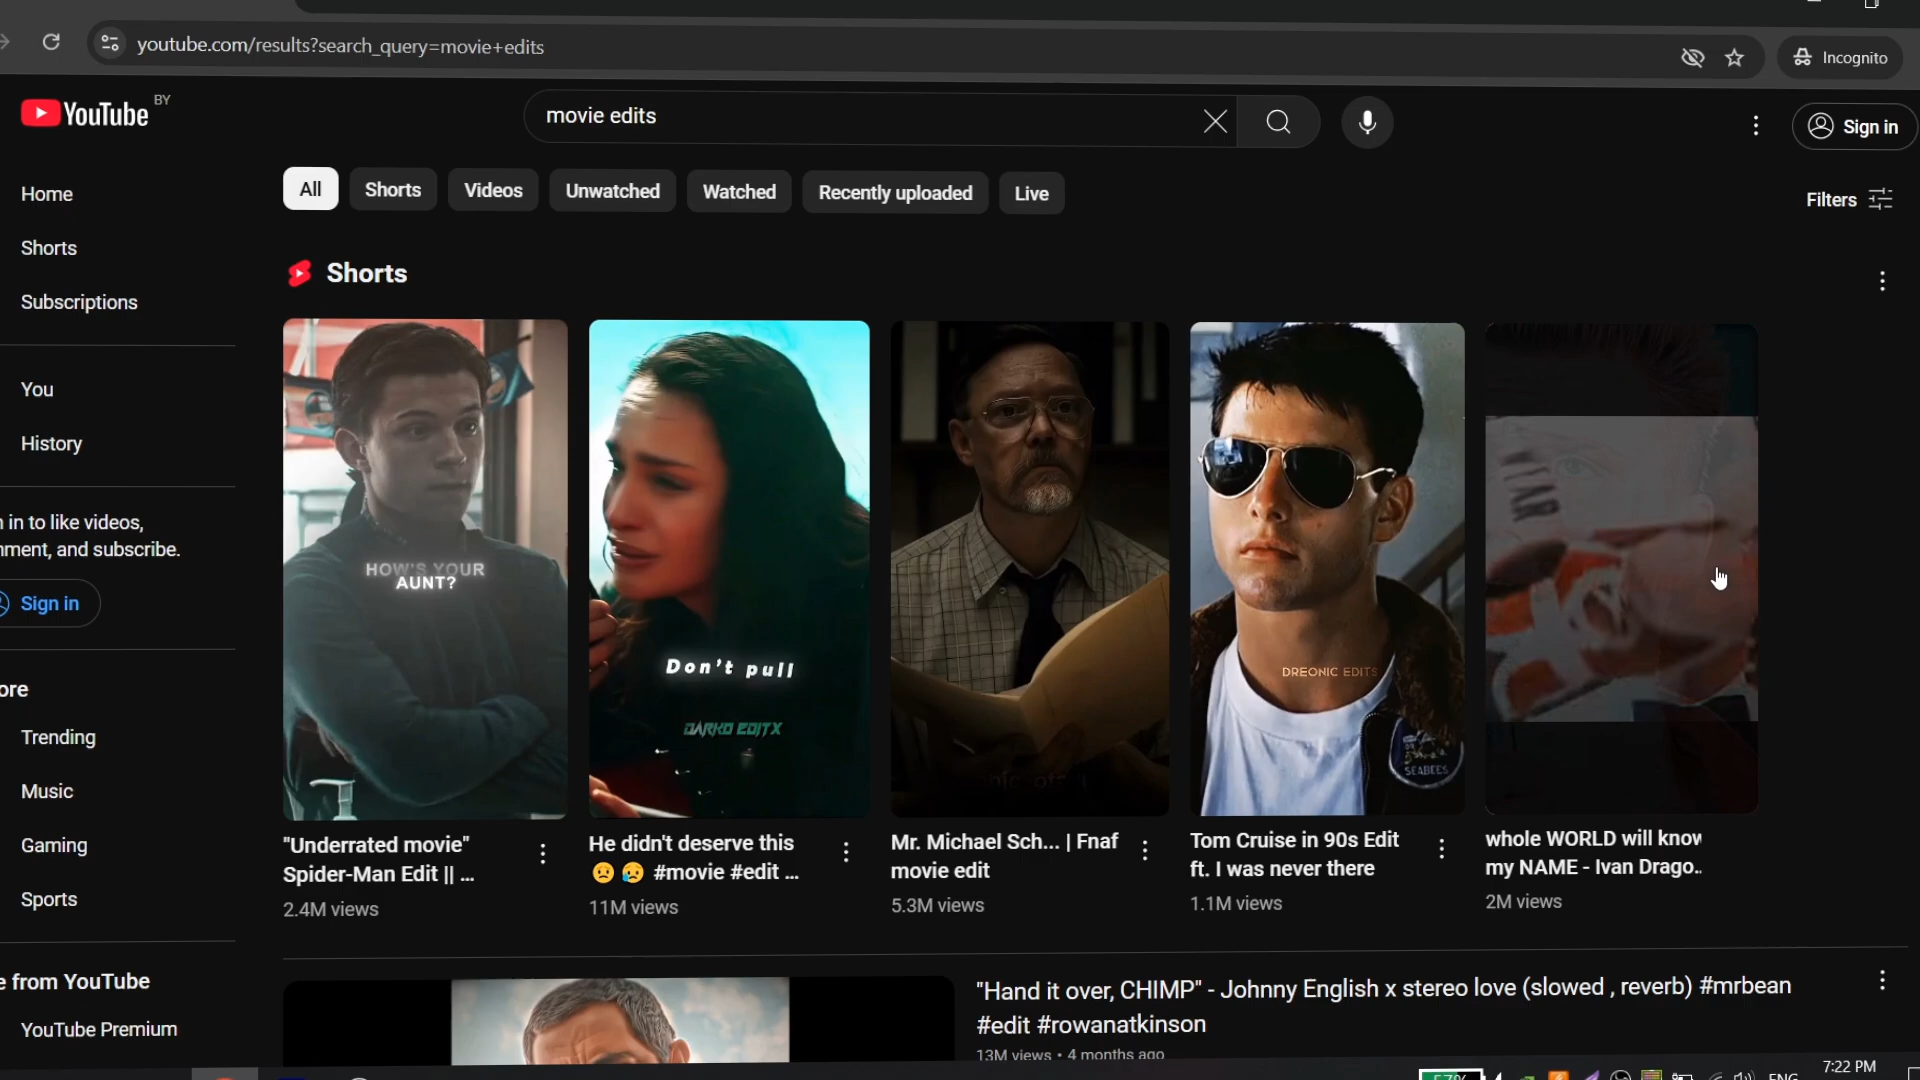 youtube.com/results?search_query=movie+edits
Incognito
YouTube BY
movie edits
Sign in
Home
Shorts
Subscriptions
You
History
in to like videos,
ment, and subscribe.
Sign in
ore
Trending
Music
Gaming
Sports
e from YouTube
YouTube Premium
All
Shorts
Videos
Unwatched
Watched
Recently uploaded
Live
Filters
Shorts
HOW'S YOUR
AUNT?
"Underrated movie"
Spider-Man Edit || ...
2.4M views
Don't pull
DARKO EDITX
He didn't deserve this
😟 😥 #movie #edit ...
11M views
Mr. Michael Sch... | Fnaf
movie edit
5.3M views
DREONIC EDITS
SEABEES
Tom Cruise in 90s Edit
ft. I was never there
1.1M views
whole WORLD will know
my NAME - Ivan Drago..
2M views
"Hand it over, CHIMP" - Johnny English x stereo love (slowed , reverb) #mrbean
#edit #rowanatkinson
13M views • 4 months ago
57%
ENG
7:22 PM